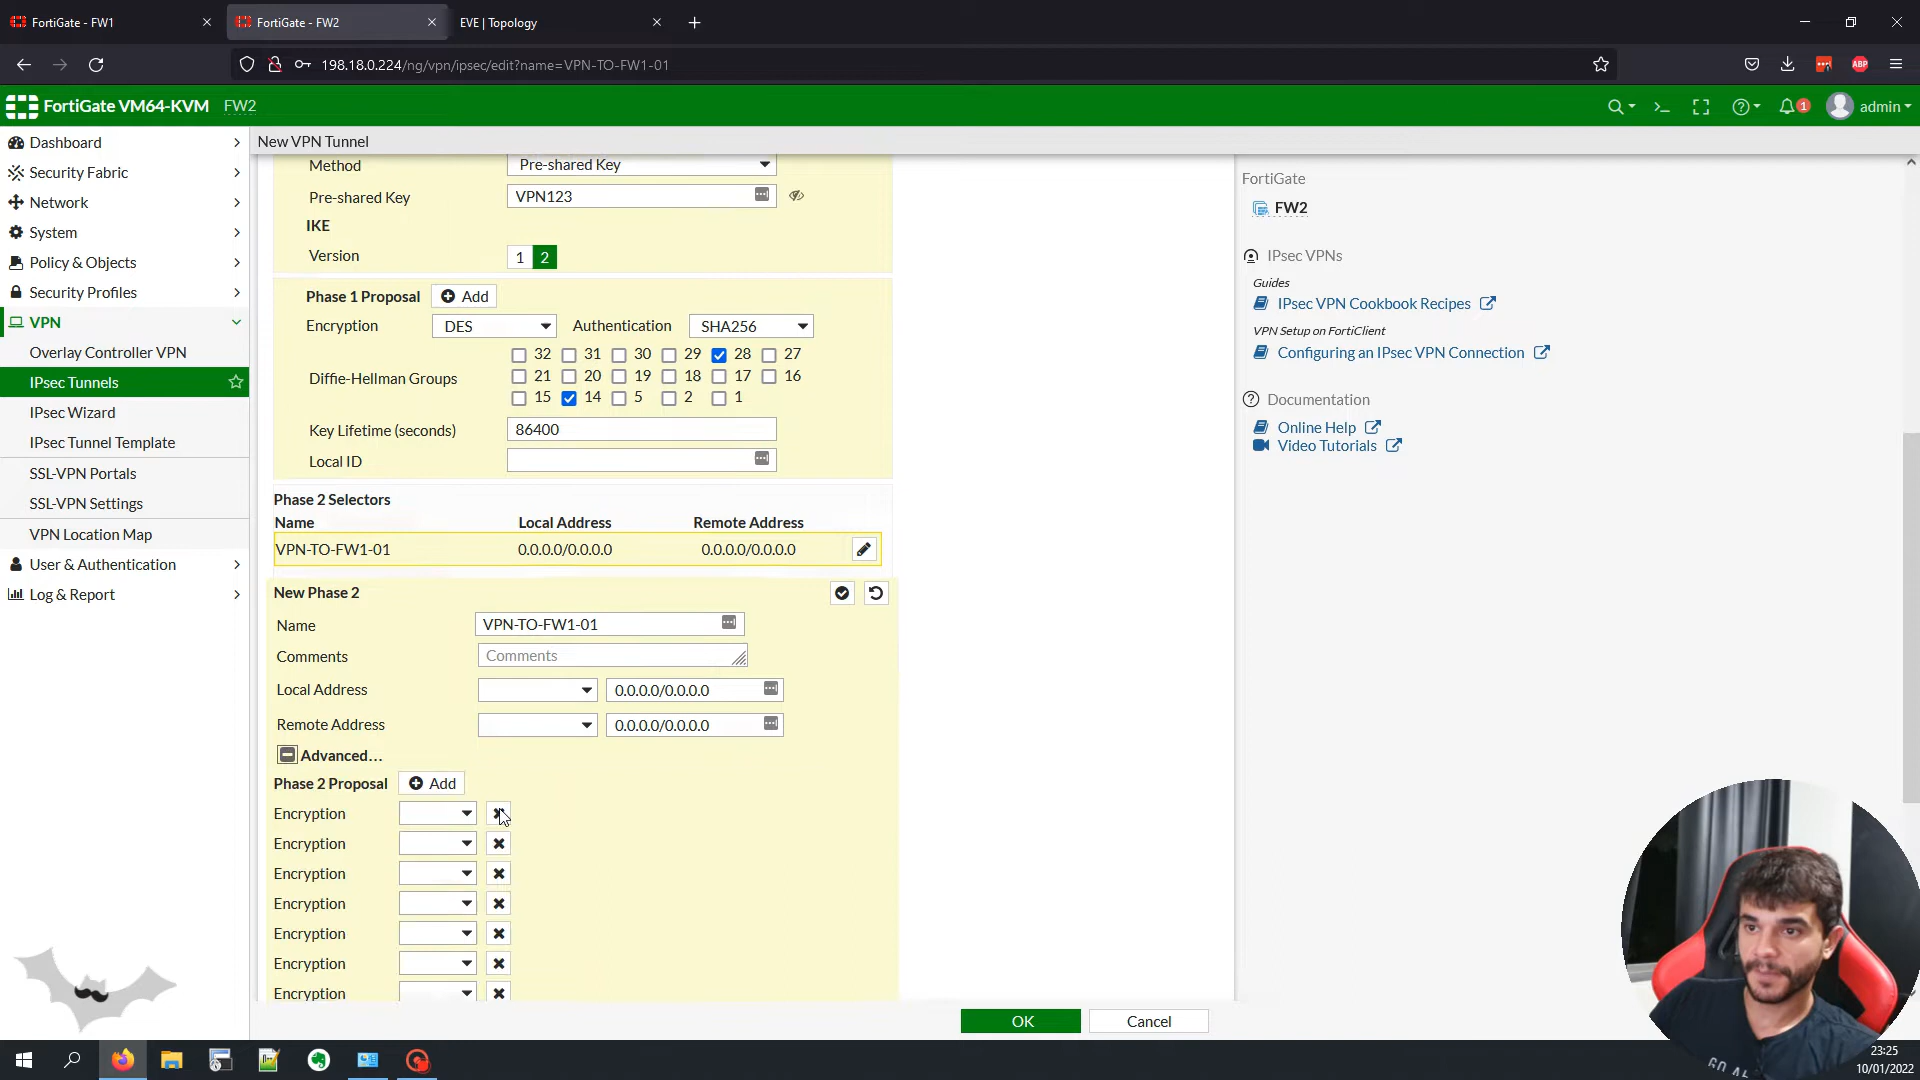 FortiGate - FW1
FortiGate - FW2
EVE | Topology
198.18.0.224/ng/vpn/ipsec/edit?name=VPN-TO-FW1-01
ABP
FortiGate VM64-KVM FW2
1
admin
Dashboard
Security Fabric
Network
System
Policy & Objects
Security Profiles
VPN
Overlay Controller VPN
IPsec Tunnels
IPsec Wizard
IPsec Tunnel Template
SSL-VPN Portals
SSL-VPN Settings
VPN Location Map
User & Authentication
Log & Report
New VPN Tunnel
Method Pre-shared Key
Pre-shared Key VPN123
IKE
Version 1 2
Phase 1 Proposal Add
Encryption DES Authentication SHA256
32 31 30 29 28 27
Diffie-Hellman Groups 21 20 19 18 17 16
15 14 5 2 1
Key Lifetime (seconds) 86400
Local ID
Phase 2 Selectors
Name Local Address Remote Address
VPN-TO-FW1-01 0.0.0.0/0.0.0.0 0.0.0.0/0.0.0.0
New Phase 2
Name VPN-TO-FW1-01
Comments Comments
Local Address 0.0.0.0/0.0.0.0
Remote Address 0.0.0.0/0.0.0.0
Advanced...
Phase 2 Proposal Add
Encryption
Encryption
Encryption
Encryption
Encryption
Encryption
Encryption
OK Cancel
FortiGate
FW2
IPsec VPNs
Guides
IPsec VPN Cookbook Recipes
VPN Setup on FortiClient
Configuring an IPsec VPN Connection
Documentation
Online Help
Video Tutorials
23:25
10/01/2022